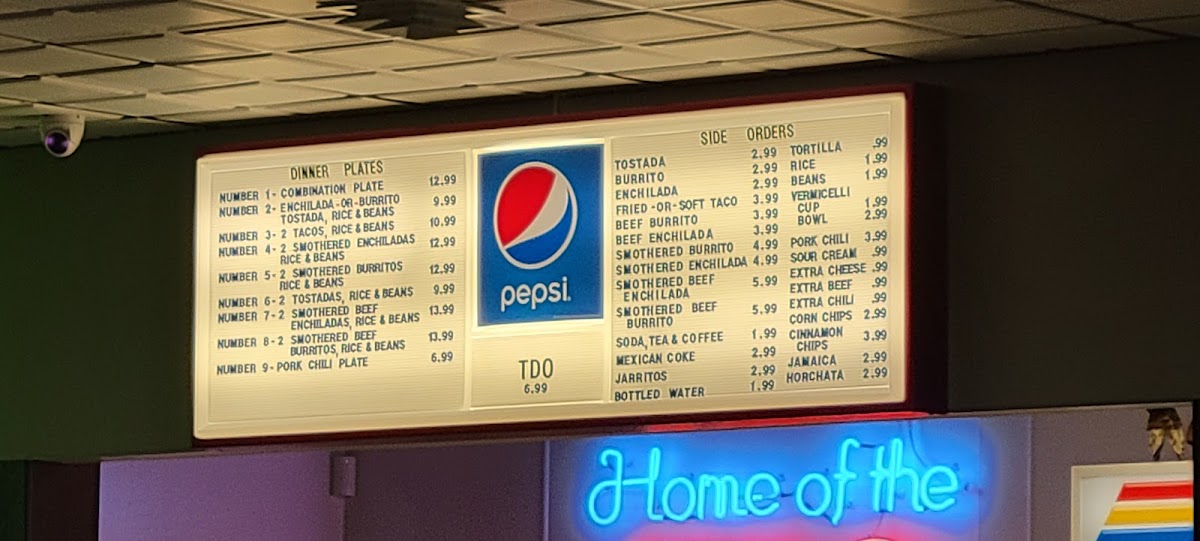 DINNER PLATES
NUMBER 1- COMBINATION PLATE 12.99
NUMBER 2- ENCHILADA-OR-BURRITO 9.99
TOSTADA, RICE & BEANS
NUMBER 3- 2 TACOS, RICE & BEANS 10.99
NUMBER 4- 2 SMOTHERED ENCHILADAS 12.99
RICE & BEANS
NUMBER 5- 2 SMOTHERED BURRITOS 12.99
RICE & BEANS
NUMBER 6- 2 TOSTADAS, RICE & BEANS 9.99
NUMBER 7- 2 SMOTHERED BEEF 13.99
ENCHILADAS, RICE & BEANS
NUMBER 8- 2 SMOTHERED BEEF 13.99
BURRITOS, RICE & BEANS
NUMBER 9- PORK CHILI PLATE 6.99
pepsi
TDO
6.99
SIDE ORDERS
TOSTADA 2.99
BURRITO 2.99
ENCHILADA 2.99
FRIED-OR-SOFT TACO 3.99
BEEF BURRITO 3.99
BEEF ENCHILADA 3.99
SMOTHERED BURRITO 4.99
SMOTHERED ENCHILADA 4.99
SMOTHERED BEEF 5.99
ENCHILADA
SMOTHERED BEEF 5.99
BURRITO
SODA, TEA & COFFEE 1.99
MEXICAN COKE 2.99
JARRITOS 2.99
BOTTLED WATER 1.99
TORTILLA .99
RICE 1.99
BEANS 1.99
VERMICELLI
CUP 1.99
BOWL 2.99
PORK CHILI 3.99
SOUR CREAM .99
EXTRA CHEESE .99
EXTRA BEEF .99
EXTRA CHILI .99
CORN CHIPS 2.99
CINNAMON 3.99
CHIPS
JAMAICA 2.99
HORCHATA 2.99
Home of the